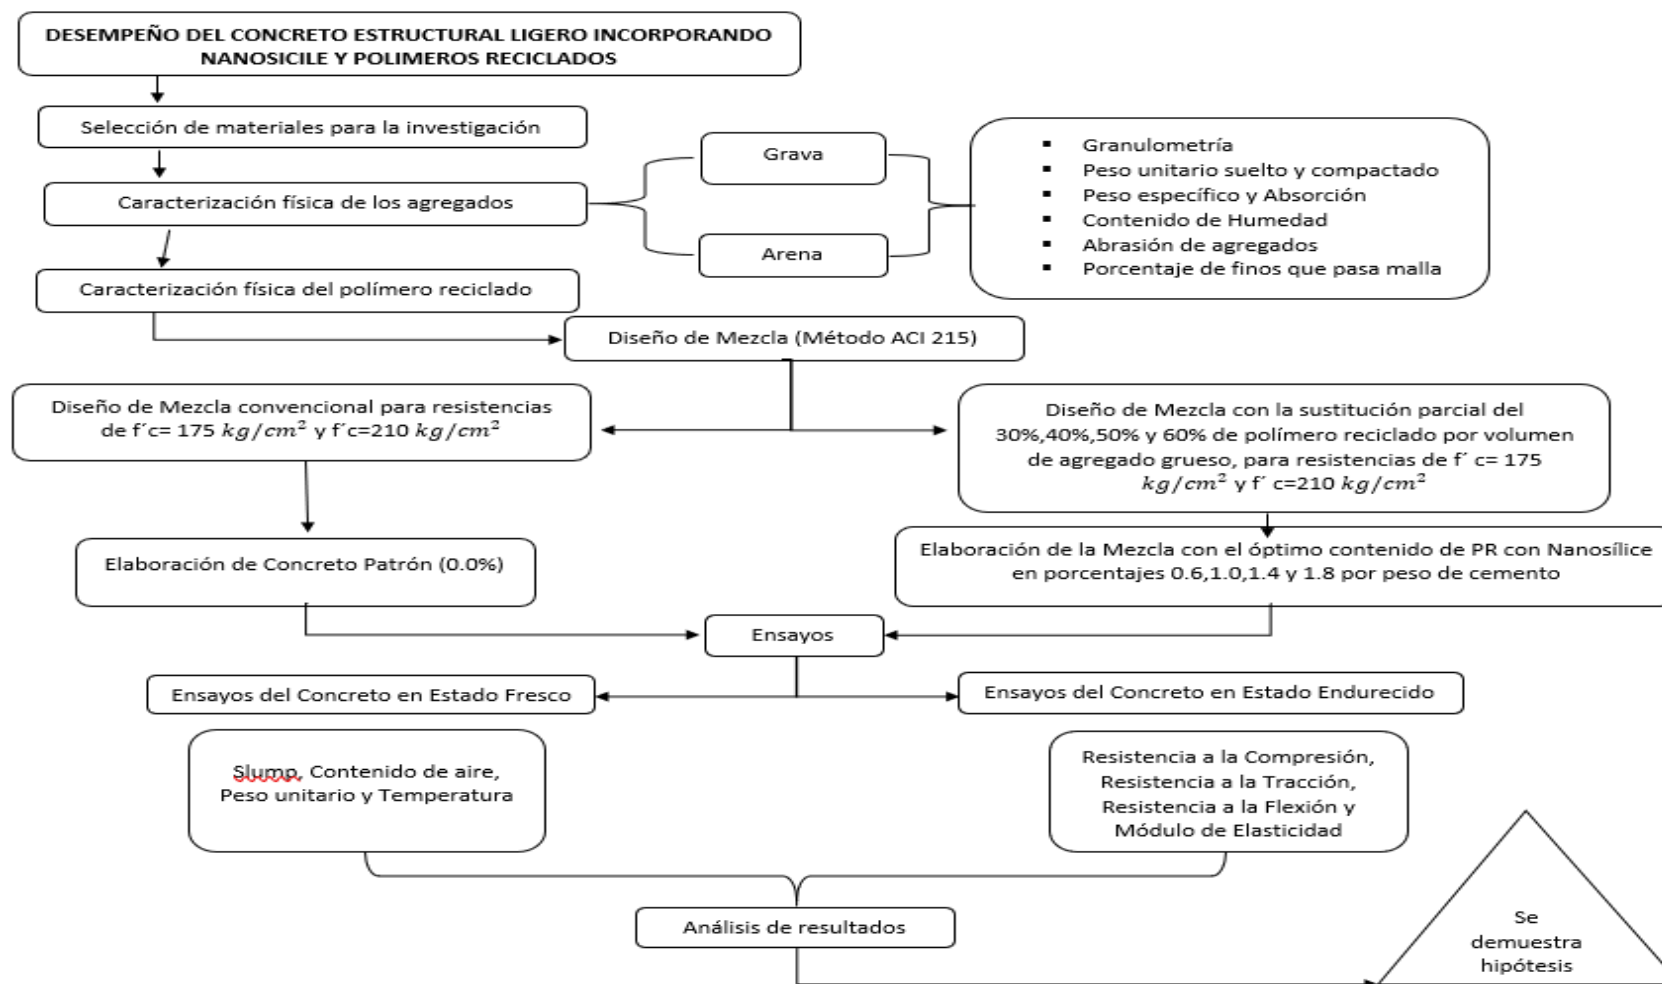 DESEMPEÑO DEL CONCRETO ESTRUCTURAL LIGERO INCORPORANDO
NANOSICILE Y POLIMEROS RECICLADOS
Selección de materiales para la investigación
Caracterización física de los agregados
Grava
Arena
▪ Granulometría
▪ Peso unitario suelto y compactado
▪ Peso específico y Absorción
▪ Contenido de Humedad
▪ Abrasión de agregados
▪ Porcentaje de finos que pasa malla
Caracterización física del polímero reciclado
Diseño de Mezcla (Método ACI 215)
Diseño de Mezcla convencional para resistencias
de f´c= 175 kg/cm² y f´c=210 kg/cm²
Diseño de Mezcla con la sustitución parcial del
30%,40%,50% y 60% de polímero reciclado por volumen
de agregado grueso, para resistencias de f´ c= 175
kg/cm² y f´ c=210 kg/cm²
Elaboración de Concreto Patrón (0.0%)
Elaboración de la Mezcla con el óptimo contenido de PR con Nanosílice
en porcentajes 0.6,1.0,1.4 y 1.8 por peso de cemento
Ensayos
Ensayos del Concreto en Estado Fresco
Ensayos del Concreto en Estado Endurecido
Slump, Contenido de aire,
Peso unitario y Temperatura
Resistencia a la Compresión,
Resistencia a la Tracción,
Resistencia a la Flexión y
Módulo de Elasticidad
Análisis de resultados
Se
demuestra
hipótesis